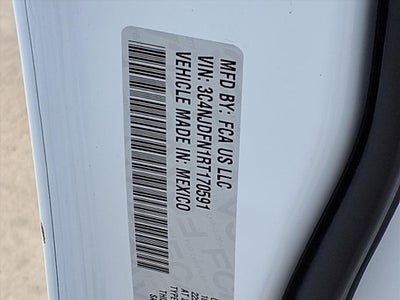 MFD BY: FCA US LLC
VIN: 3C4NJDFN1RT170591
VEHICLE MADE IN: MEXICO